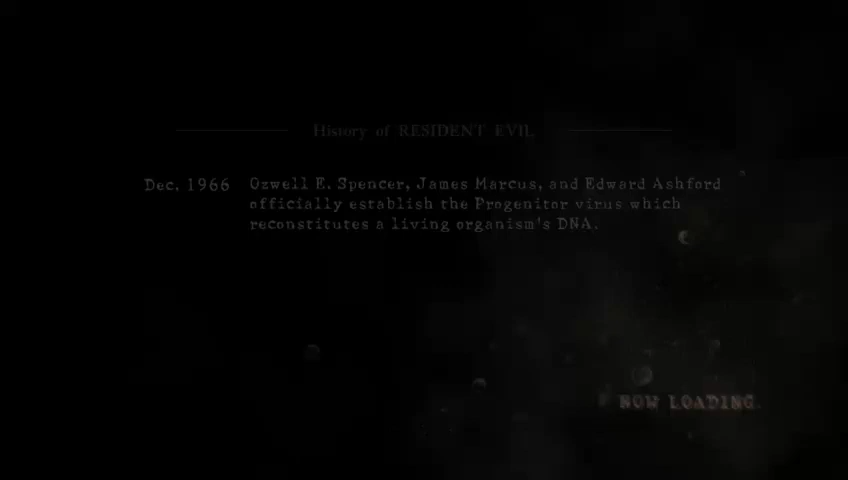 History of RESIDENT EVIL
Dec. 1966 Ozwell E. Spencer, James Marcus, and Edward Ashford
officially establish the Progenitor virus which
reconstitutes a living organism's DNA.
NOW LOADING.